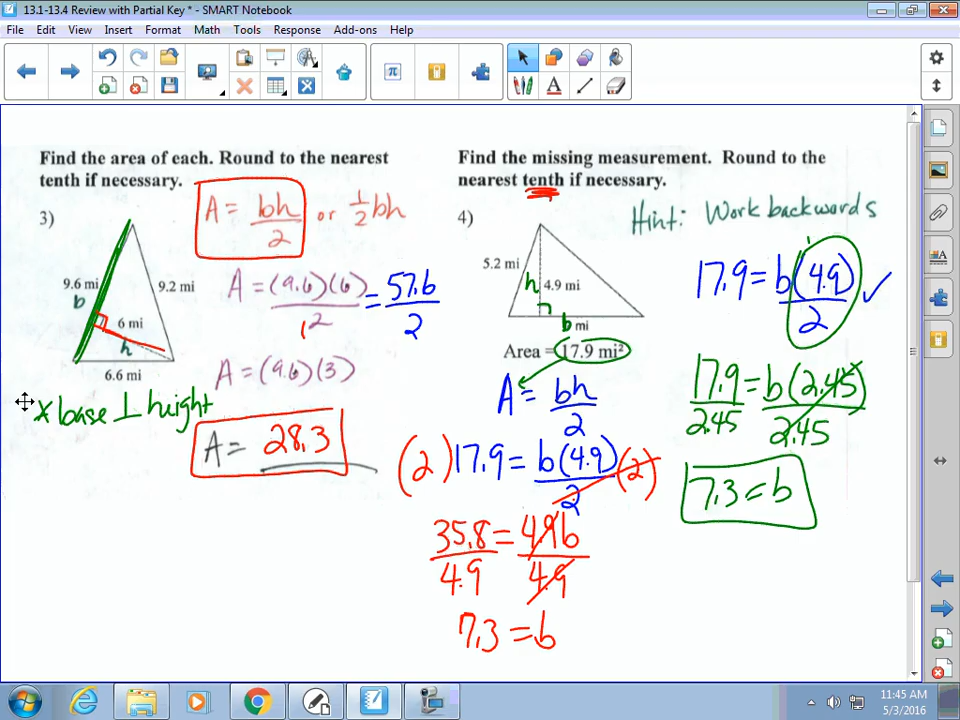 13.1-13.4 Review with Partial Key * - SMART Notebook
File Edit View Insert Format Math Tools Response Add-ons Help
π
A
Find the area of each. Round to the nearest
tenth if necessary.
3)
A = bh/2 or 1/2 bh
9.6 mi
b
9.2 mi
6 mi
h
6.6 mi
A = (9.6)(6)/2 = 57.6/2
1
A = (9.6)(3)
* base ⊥ height
A = 28.3
Find the missing measurement. Round to the
nearest tenth if necessary.
4)
Hint: Work backwards
5.2 mi
h
4.9 mi
b mi
Area = 17.9 mi²
A = bh/2
(2) 17.9 = b(4.9)/2 (2)
35.8/4.9 = 4.9b/4.9
7.3 = b
17.9 = b(4.9)/2 ✓
17.9/2.45 = b(2.45)/2.45
7.3 = b
11:45 AM
5/3/2016